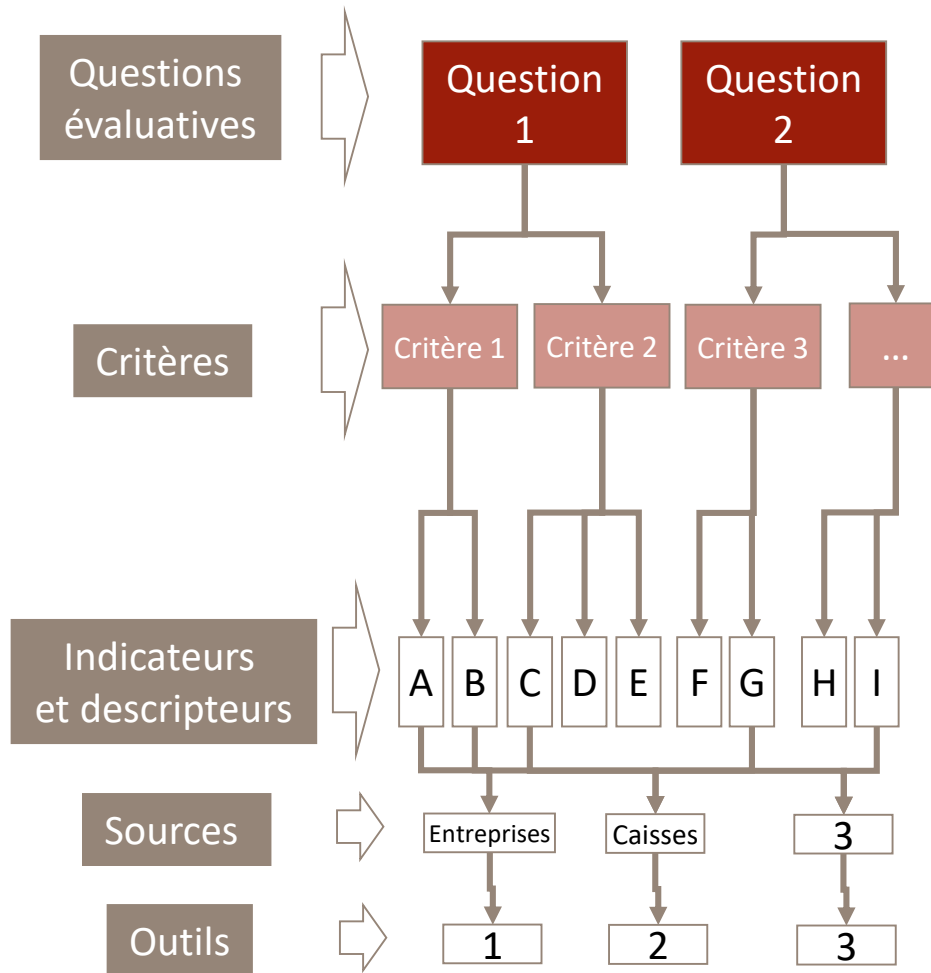 Questions
évaluatives
Question
1
Question
2
Critères
Critère 1
Critère 2
Critère 3
...
Indicateurs
et descripteurs
A
B
C
D
E
F
G
H
I
Sources
Entreprises
Caisses
3
Outils
1
2
3